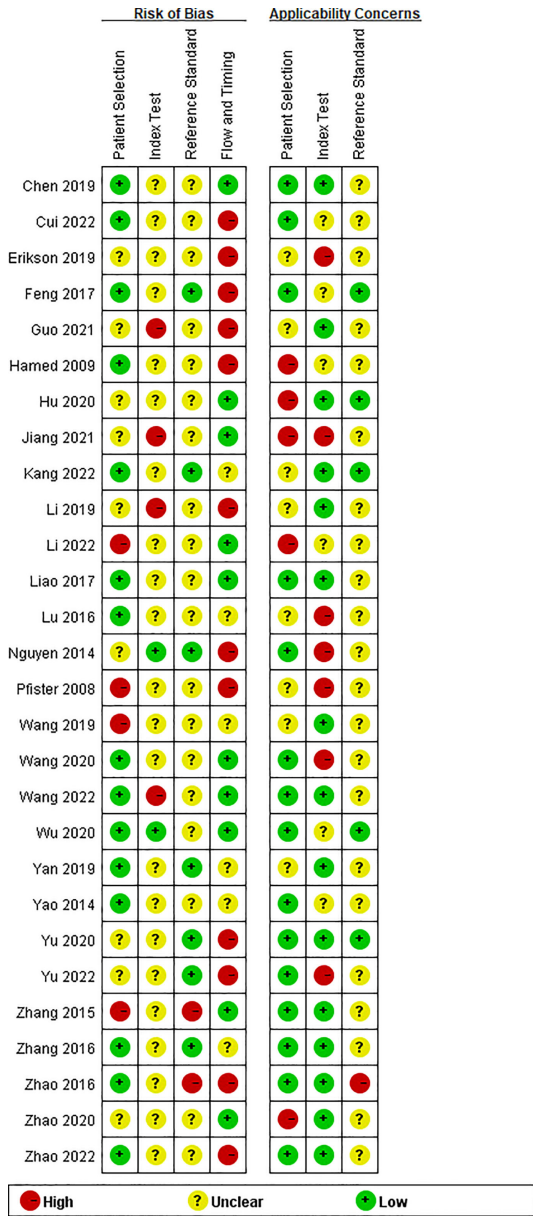 Risk of Bias Applicability Concerns
Patient Selection Index Test Reference Standard Flow and Timing Patient Selection Index Test Reference Standard
Chen 2019 + ? ? + + + ?
Cui 2022 + ? ? - + ? ?
Erikson 2019 ? ? ? - ? - ?
Feng 2017 + ? + - + ? +
Guo 2021 ? - ? - ? + ?
Hamed 2009 + ? ? - - ? ?
Hu 2020 ? ? ? + - + +
Jiang 2021 ? - ? + - - ?
Kang 2022 + ? + ? ? + +
Li 2019 ? - ? - ? + ?
Li 2022 - ? ? + - ? ?
Liao 2017 + ? ? + + + ?
Lu 2016 + ? ? ? ? - ?
Nguyen 2014 ? + + - + - ?
Pfister 2008 - ? ? - ? - ?
Wang 2019 - ? ? ? ? + ?
Wang 2020 + ? ? + + - ?
Wang 2022 + - ? + + + ?
Wu 2020 + + ? + + ? +
Yan 2019 + ? + ? ? + ?
Yao 2014 + ? ? ? + ? ?
Yu 2020 ? ? + - + + +
Yu 2022 ? ? + - + - ?
Zhang 2015 - ? - + + + ?
Zhang 2016 + ? + ? + + ?
Zhao 2016 + ? - - + + -
Zhao 2020 ? ? ? + - + ?
Zhao 2022 + ? ? - + + ?
- High ? Unclear + Low